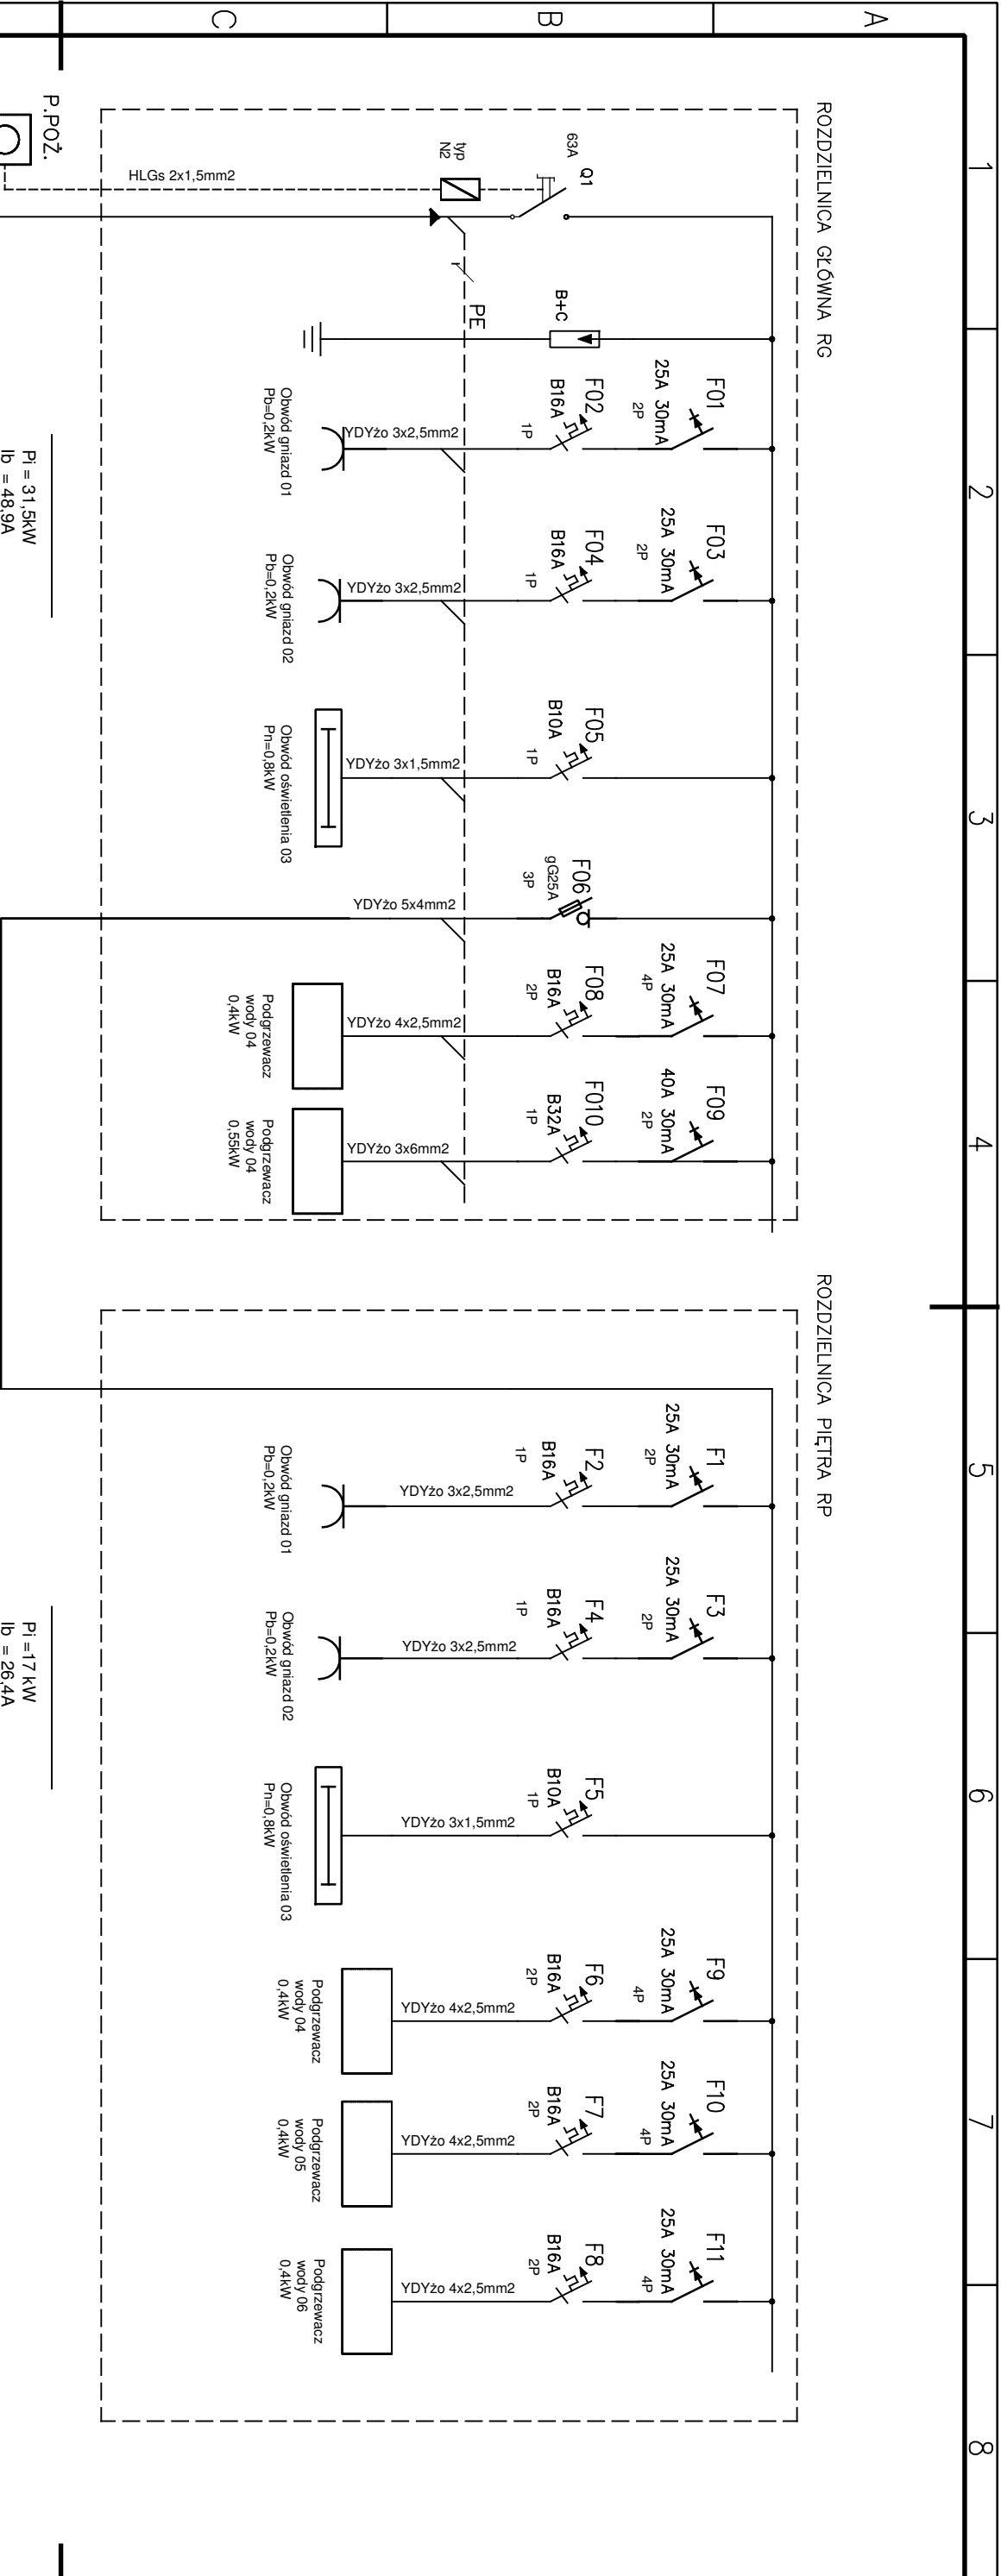 1
2
3
4
5
6
7
8
A
B
C
ROZDZIELNICA GŁÓWNA RG
ROZDZIELNICA PIĘTRA RP
Q1
63A
typ
N2
HLGs 2x1,5mm2
P.POŻ.
B+C
PE
F01
25A 30mA
2P
F02
B16A
1P
YDYżo 3x2,5mm2
Obwód gniazd 01
Pb=0,2kW
F03
25A 30mA
2P
F04
B16A
1P
YDYżo 3x2,5mm2
Obwód gniazd 02
Pb=0,2kW
F05
B10A
1P
YDYżo 3x1,5mm2
Obwód oświetlenia 03
Pn=0,8kW
F06
gG25A
3P
YDYżo 5x4mm2
F07
25A 30mA
4P
F08
B16A
2P
YDYżo 4x2,5mm2
Podgrzewacz
wody 04
0,4kW
F09
40A 30mA
2P
F010
B32A
1P
YDYżo 3x6mm2
Podgrzewacz
wody 04
0,55kW
Pi = 31,5kW
Ib = 48,9A
F1
25A 30mA
2P
F2
B16A
1P
YDYżo 3x2,5mm2
Obwód gniazd 01
Pb=0,2kW
F3
25A 30mA
2P
F4
B16A
1P
YDYżo 3x2,5mm2
Obwód gniazd 02
Pb=0,2kW
F5
B10A
1P
YDYżo 3x1,5mm2
Obwód oświetlenia 03
Pn=0,8kW
F9
25A 30mA
4P
F6
B16A
2P
YDYżo 4x2,5mm2
Podgrzewacz
wody 04
0,4kW
F10
25A 30mA
4P
F7
B16A
2P
YDYżo 4x2,5mm2
Podgrzewacz
wody 05
0,4kW
F11
25A 30mA
4P
F8
B16A
2P
YDYżo 4x2,5mm2
Podgrzewacz
wody 06
0,4kW
Pi =17 kW
Ib = 26,4A